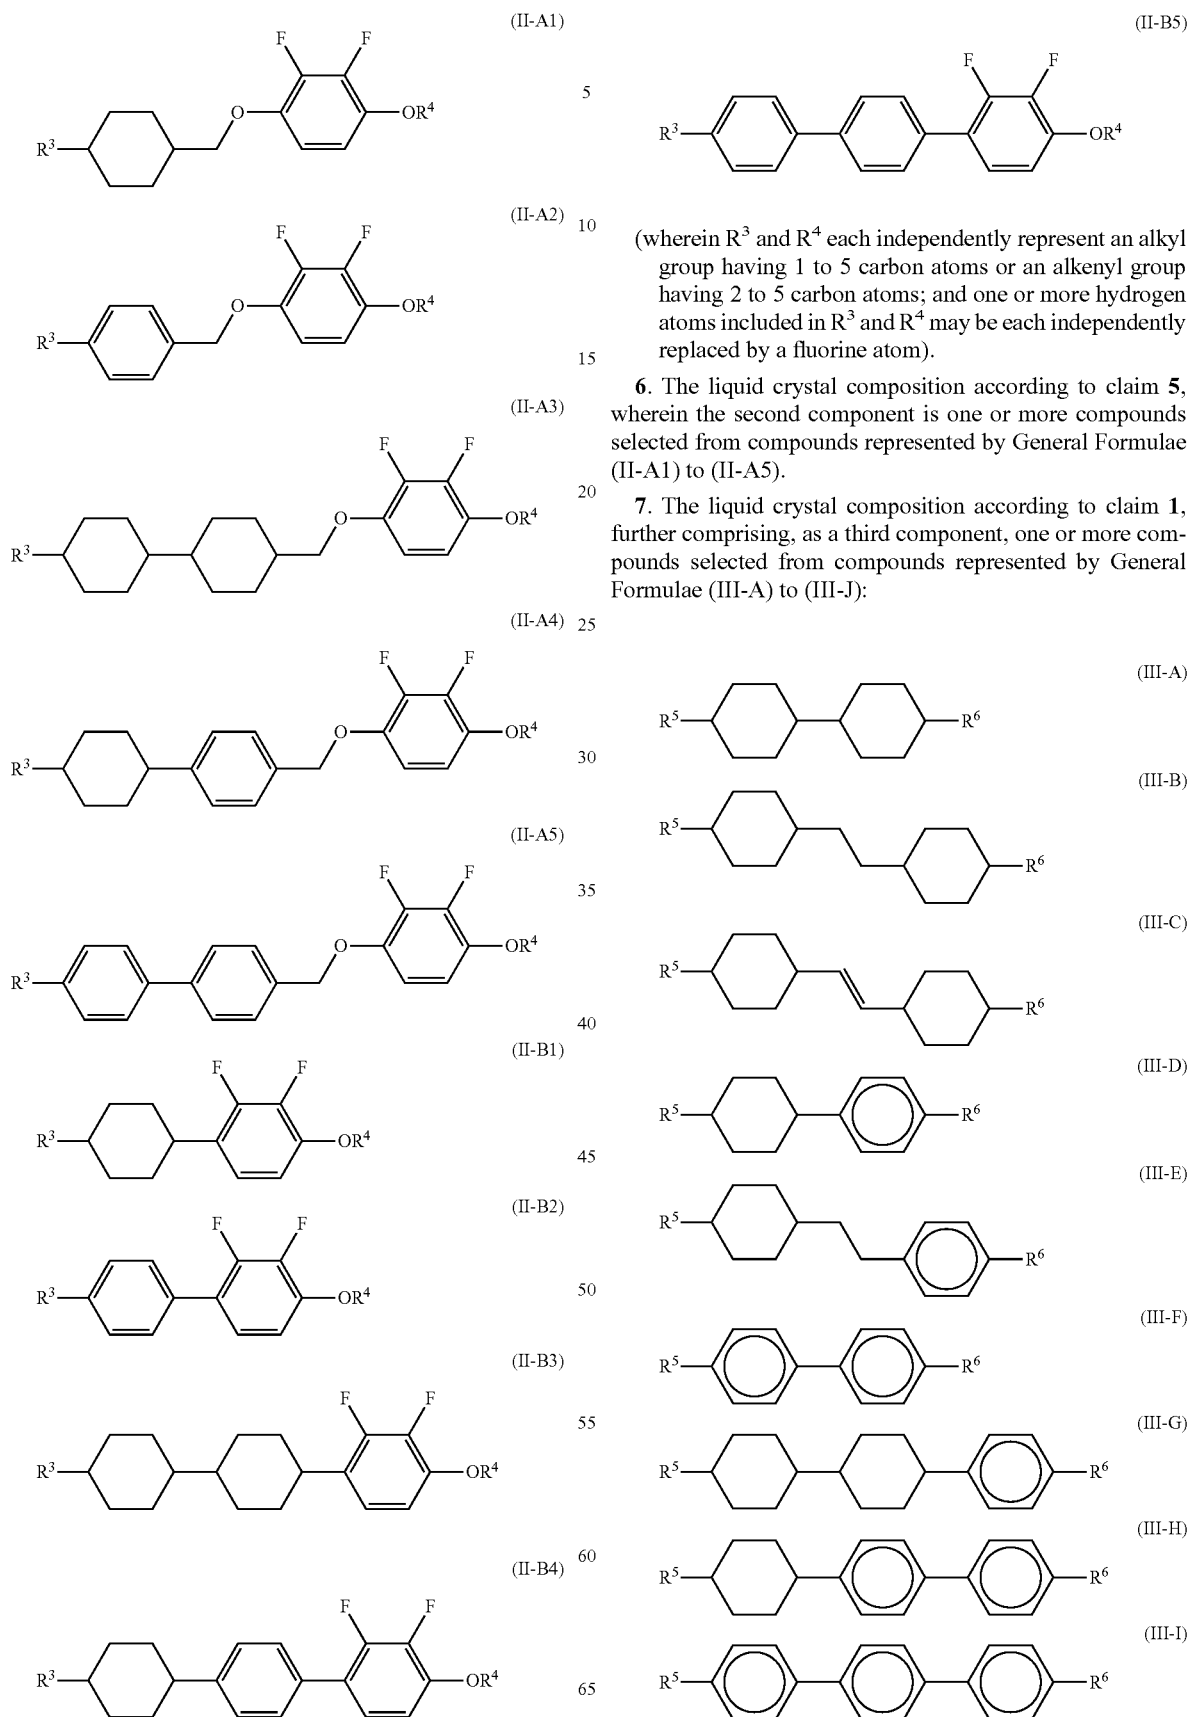 (II-A1)
F F
O
OR⁴
R³
(II-A2)
F F
O
OR⁴
R³
(II-A3)
F F
O
OR⁴
R³
(II-A4)
F F
O
OR⁴
R³
(II-A5)
F F
O
OR⁴
R³
(II-B1)
F F
R³ OR⁴
(II-B2)
F F
R³ OR⁴
(II-B3)
F F
R³ OR⁴
(II-B4)
F F
R³ OR⁴
5
10
15
20
25
30
35
40
45
50
55
60
65
(II-B5)
F F
R³ OR⁴
(wherein R³ and R⁴ each independently represent an alkyl
group having 1 to 5 carbon atoms or an alkenyl group
having 2 to 5 carbon atoms; and one or more hydrogen
atoms included in R³ and R⁴ may be each independently
replaced by a fluorine atom).
6. The liquid crystal composition according to claim 5,
wherein the second component is one or more compounds
selected from compounds represented by General Formulae
(II-A1) to (II-A5).
7. The liquid crystal composition according to claim 1,
further comprising, as a third component, one or more com-
pounds selected from compounds represented by General
Formulae (III-A) to (III-J):
(III-A)
R⁵ R⁶
(III-B)
R⁵
R⁶
(III-C)
R⁵
R⁶
(III-D)
R⁵ R⁶
(III-E)
R⁵
R⁶
(III-F)
R⁵ R⁶
(III-G)
R⁵ R⁶
(III-H)
R⁵ R⁶
(III-I)
R⁵ R⁶